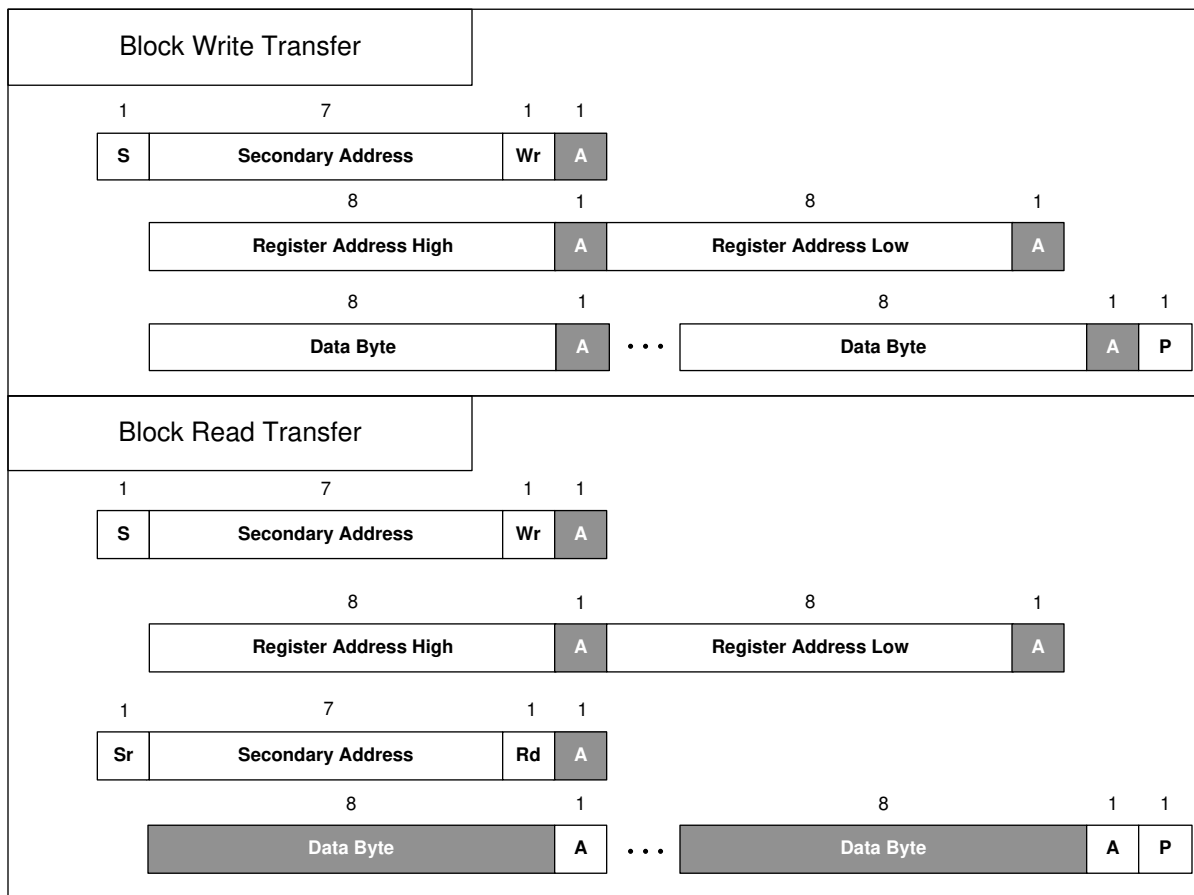 Block Write Transfer
1 7 1 1
S Secondary Address Wr A
8 1 8 1
Register Address High A Register Address Low A
8 1 8 1 1
Data Byte A • • • Data Byte A P
Block Read Transfer
1 7 1 1
S Secondary Address Wr A
8 1 8 1
Register Address High A Register Address Low A
1 7 1 1
Sr Secondary Address Rd A
8 1 8 1 1
Data Byte A • • • Data Byte A P